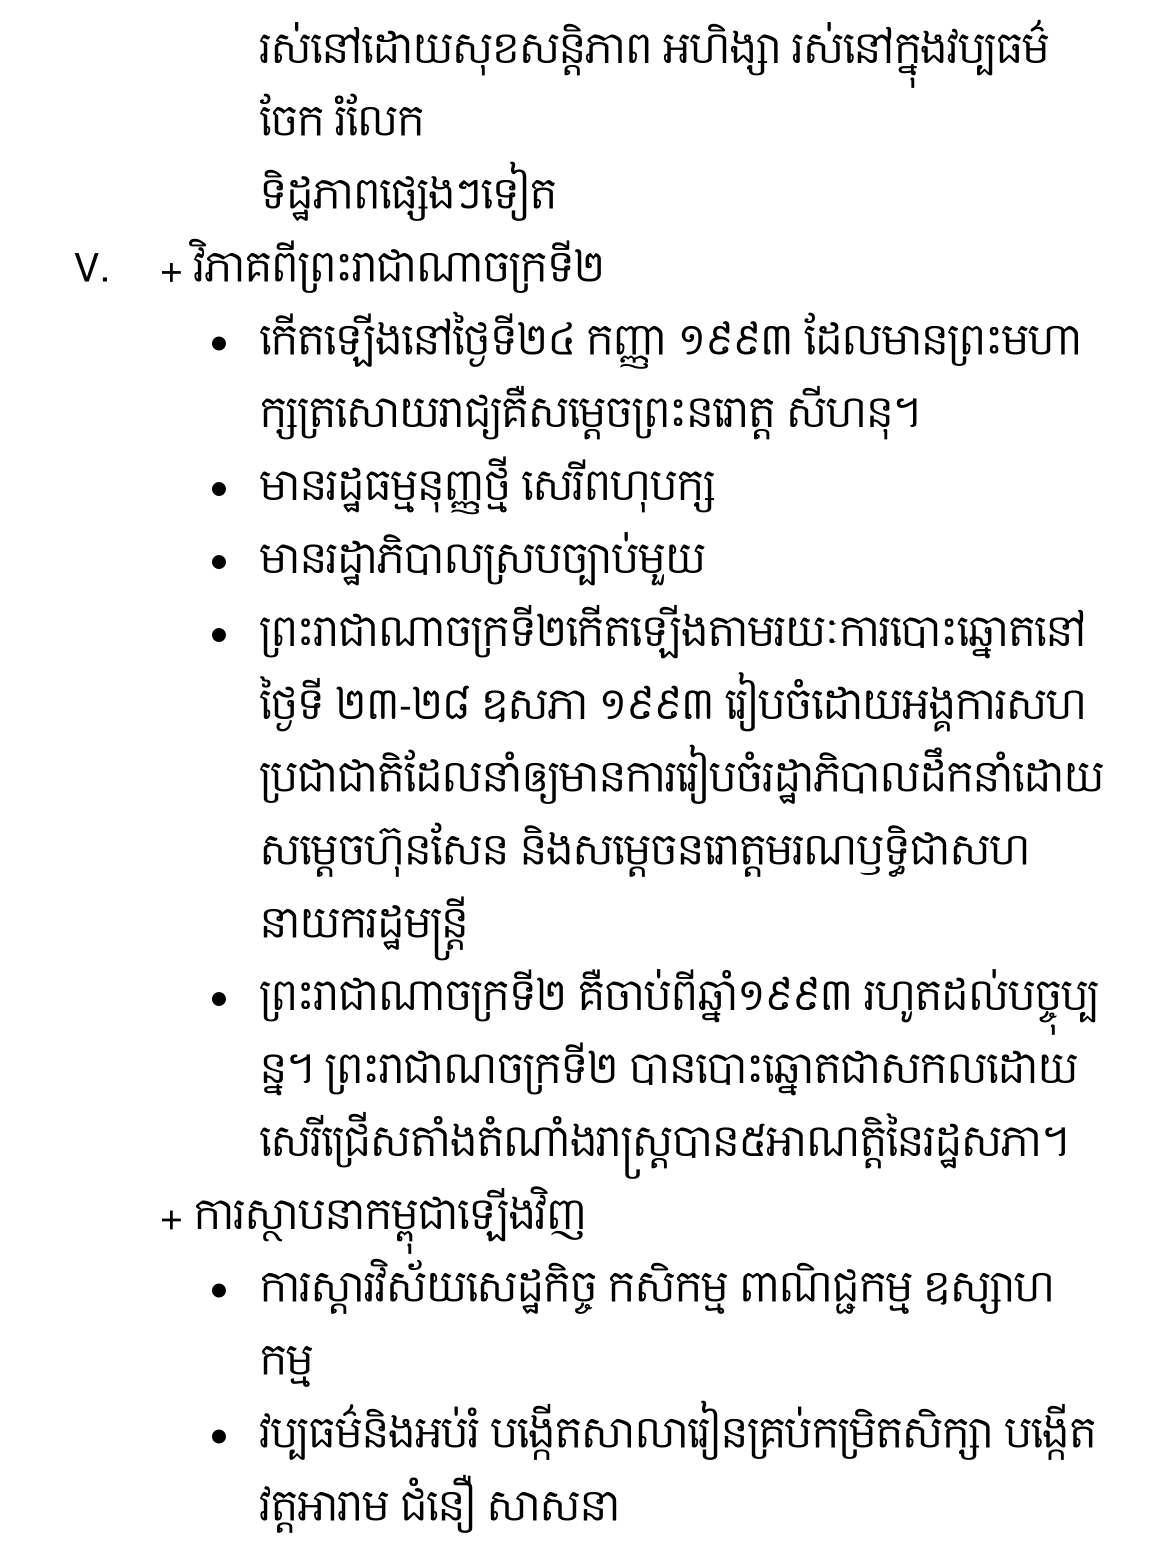 រស់នៅដោយសុខសន្តិភាព អហិង្សា រស់នៅក្នុងវប្បធម៌
ចែក រំលែក
ទិដ្ឋភាពផ្សេងៗទៀត
V. + វិភាគពីព្រះរាជាណាចក្រទី២
• កើតឡើងនៅថ្ងៃទី២៤ កញ្ញា ១៩៩៣ ដែលមានព្រះមហា
ក្សត្រសោយរាជ្យគឺសម្តេចព្រះនរោត្ត សីហនុ។
• មានរដ្ឋធម្មនុញ្ញថ្មី សេរីពហុបក្ស
• មានរដ្ឋាភិបាលស្របច្បាប់មួយ
• ព្រះរាជាណាចក្រទី២កើតឡើងតាមរយៈការបោះឆ្នោតនៅ
ថ្ងៃទី ២៣-២៨ ឧសភា ១៩៩៣ រៀបចំដោយអង្គការសហ
ប្រជាជាតិដែលនាំឲ្យមានការរៀបចំរដ្ឋាភិបាលដឹកនាំដោយ
សម្តេចហ៊ុនសែន និងសម្តេចនរោត្តមរណឫទ្ធិជាសហ
នាយករដ្ឋមន្ត្រី
• ព្រះរាជាណាចក្រទី២ គឺចាប់ពីឆ្នាំ១៩៩៣ រហូតដល់បច្ចុប្ប
ន្ន។ ព្រះរាជាណចក្រទី២ បានបោះឆ្នោតជាសកលដោយ
សេរីជ្រើសតាំងតំណាំងរាស្ត្របាន៥អាណត្តិនៃរដ្ឋសភា។
+ ការស្ថាបនាកម្ពុជាឡើងវិញ
• ការស្តារវិស័យសេដ្ឋកិច្ច កសិកម្ម ពាណិជ្ជកម្ម ឧស្សាហ
កម្ម
• វប្បធម៌និងអប់រំ បង្កើតសាលារៀនគ្រប់កម្រិតសិក្សា បង្កើត
វត្តអារាម ជំនឿ សាសនា